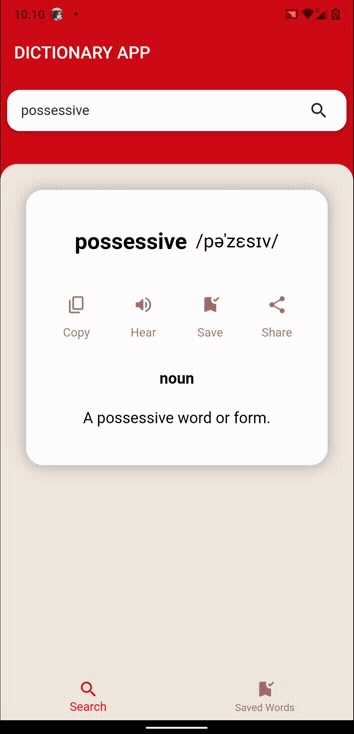 10:10
DICTIONARY APP
possessive
possessive /pəˈzɛsɪv/
Copy Hear Save Share
noun
A possessive word or form.
Search Saved Words